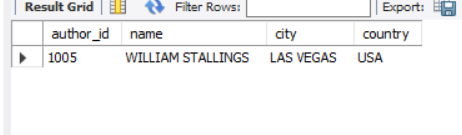 Result Grid Filter Rows: Export:
author_id name city country
1005 WILLIAM STALLINGS LAS VEGAS USA